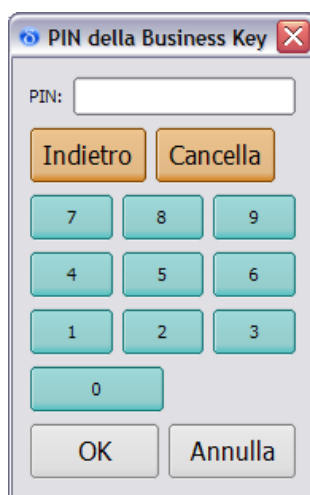 PIN della Business Key
PIN:
Indietro Cancella
7 8 9
4 5 6
1 2 3
0
OK Annulla